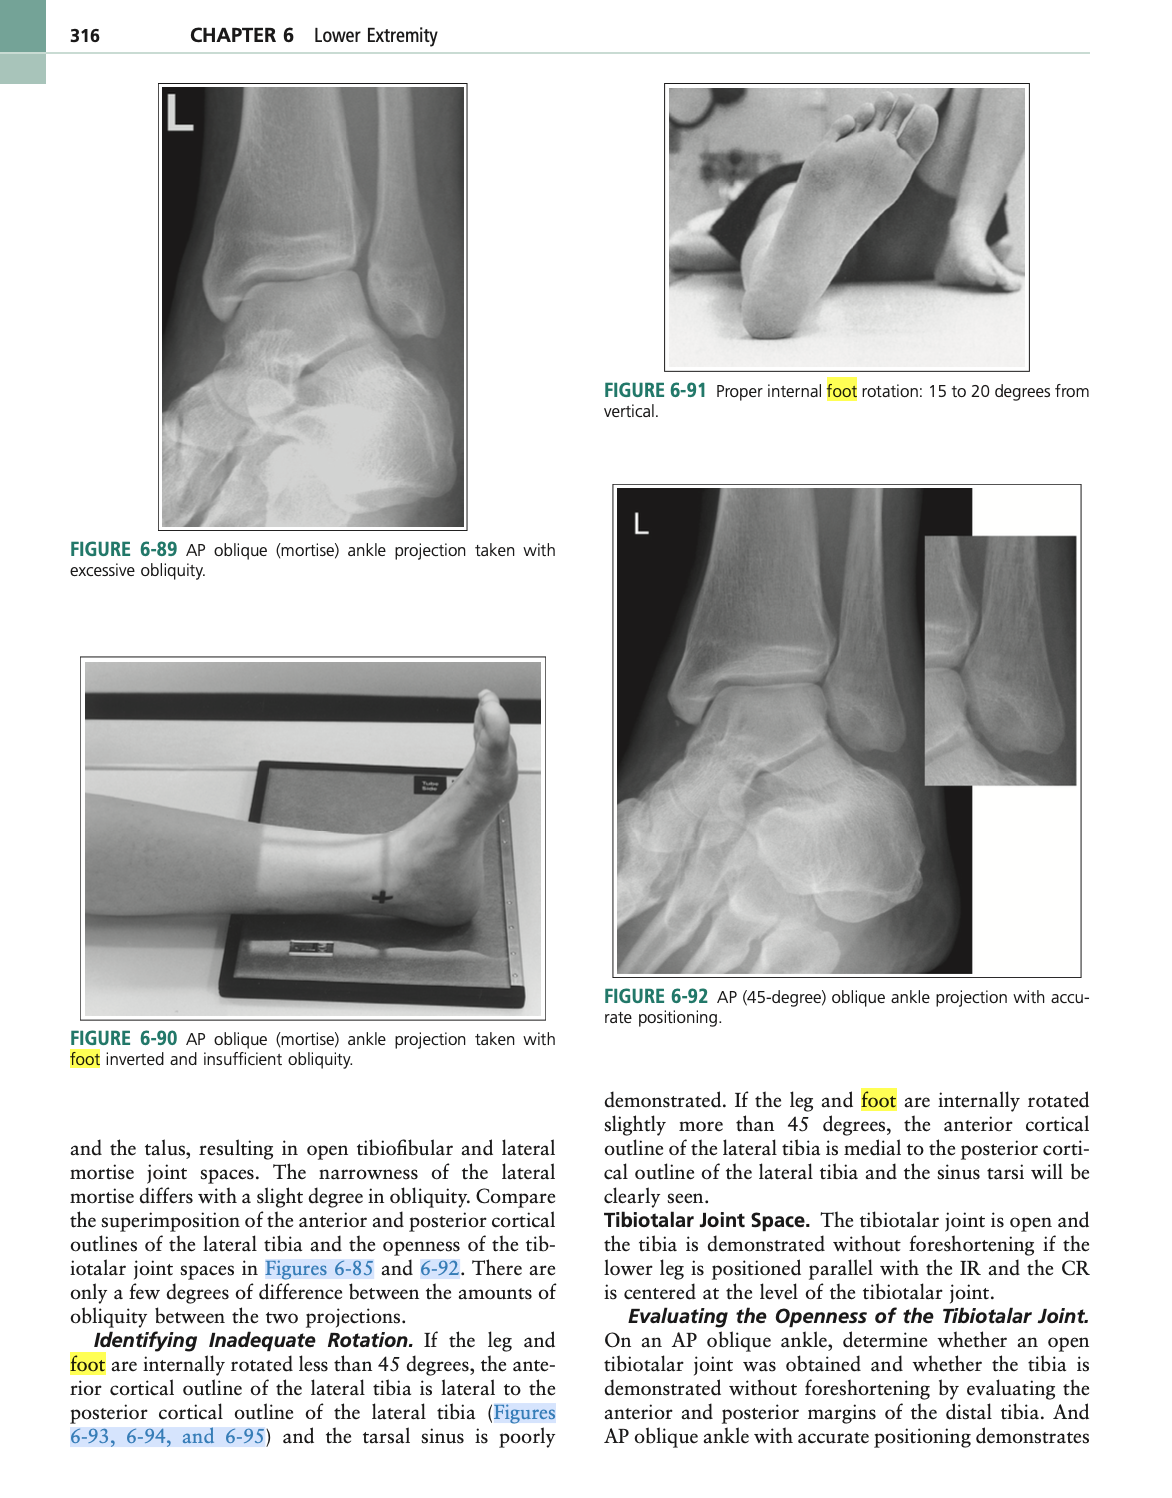 316
CHAPTER 6 Lower Extremity
L
FIGURE 6-89 AP oblique (mortise) ankle projection taken with
excessive obliquity.
Tube
Side
FIGURE 6-90 AP oblique (mortise) ankle projection taken with
foot inverted and insufficient obliquity.
and the talus, resulting in open tibiofibular and lateral
mortise joint spaces. The narrowness of the lateral
mortise differs with a slight degree in obliquity. Compare
the superimposition of the anterior and posterior cortical
outlines of the lateral tibia and the openness of the tib-
iotalar joint spaces in Figures 6-85 and 6-92. There are
only a few degrees of difference between the amounts of
obliquity between the two projections.
Identifying Inadequate Rotation. If the leg and
foot are internally rotated less than 45 degrees, the ante-
rior cortical outline of the lateral tibia is lateral to the
posterior cortical outline of the lateral tibia (Figures
6-93, 6-94, and 6-95) and the tarsal sinus is poorly
FIGURE 6-91 Proper internal foot rotation: 15 to 20 degrees from
vertical.
L
FIGURE 6-92 AP (45-degree) oblique ankle projection with accu-
rate positioning.
demonstrated. If the leg and foot are internally rotated
slightly more than 45 degrees, the anterior cortical
outline of the lateral tibia is medial to the posterior corti-
cal outline of the lateral tibia and the sinus tarsi will be
clearly seen.
Tibiotalar Joint Space. The tibiotalar joint is open and
the tibia is demonstrated without foreshortening if the
lower leg is positioned parallel with the IR and the CR
is centered at the level of the tibiotalar joint.
Evaluating the Openness of the Tibiotalar Joint.
On an AP oblique ankle, determine whether an open
tibiotalar joint was obtained and whether the tibia is
demonstrated without foreshortening by evaluating the
anterior and posterior margins of the distal tibia. And
AP oblique ankle with accurate positioning demonstrates